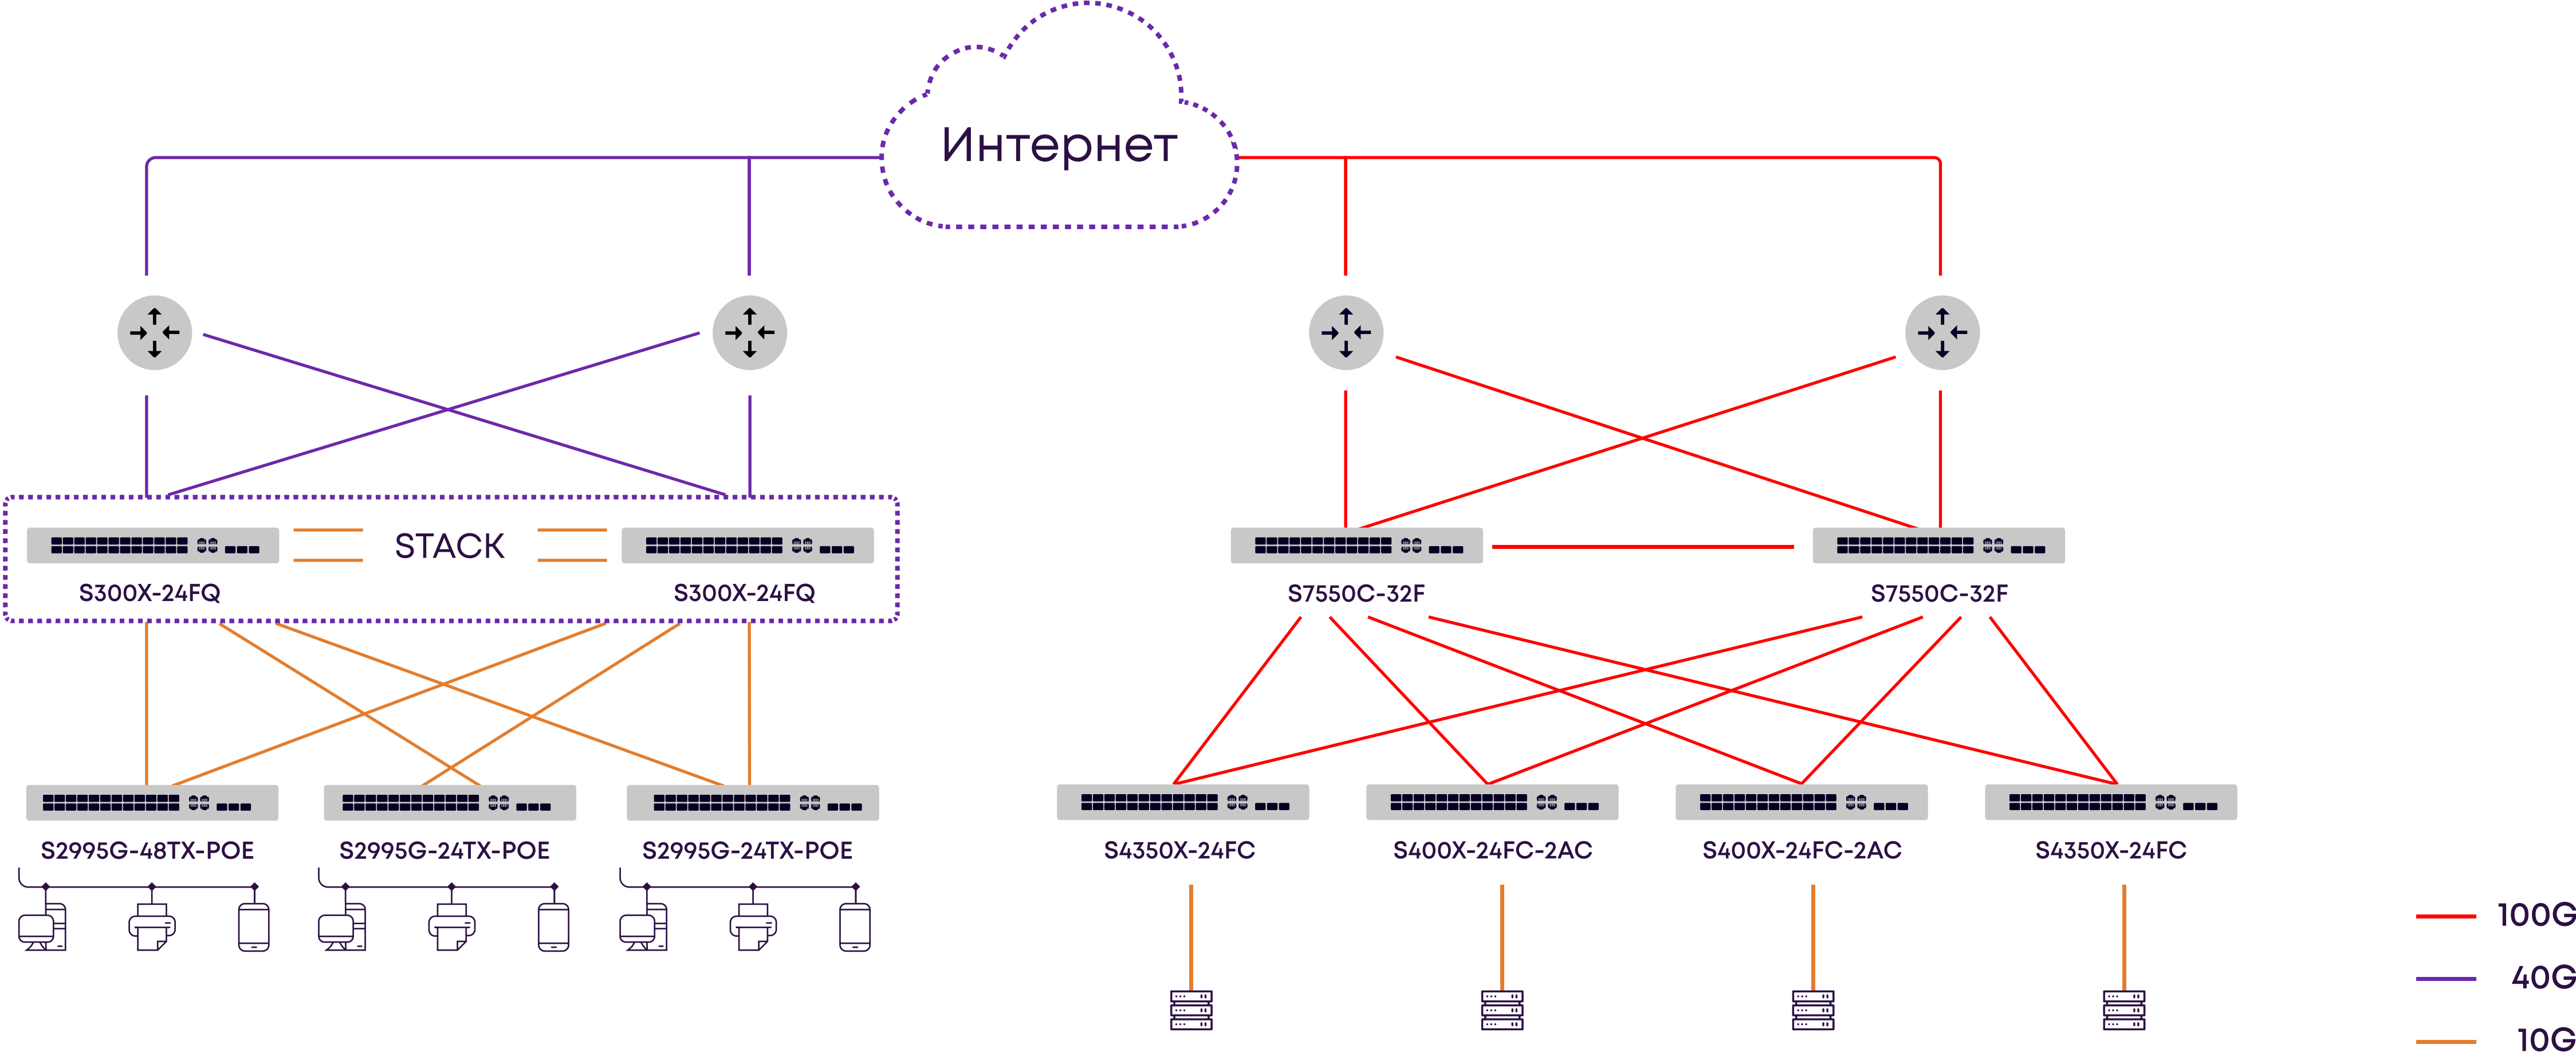 Интернет
STACK
S300X-24FQ
S300X-24FQ
S7550C-32F
S7550C-32F
S2995G-48TX-POE
S2995G-24TX-POE
S2995G-24TX-POE
S4350X-24FC
S400X-24FC-2AC
S400X-24FC-2AC
S4350X-24FC
100G
40G
10G